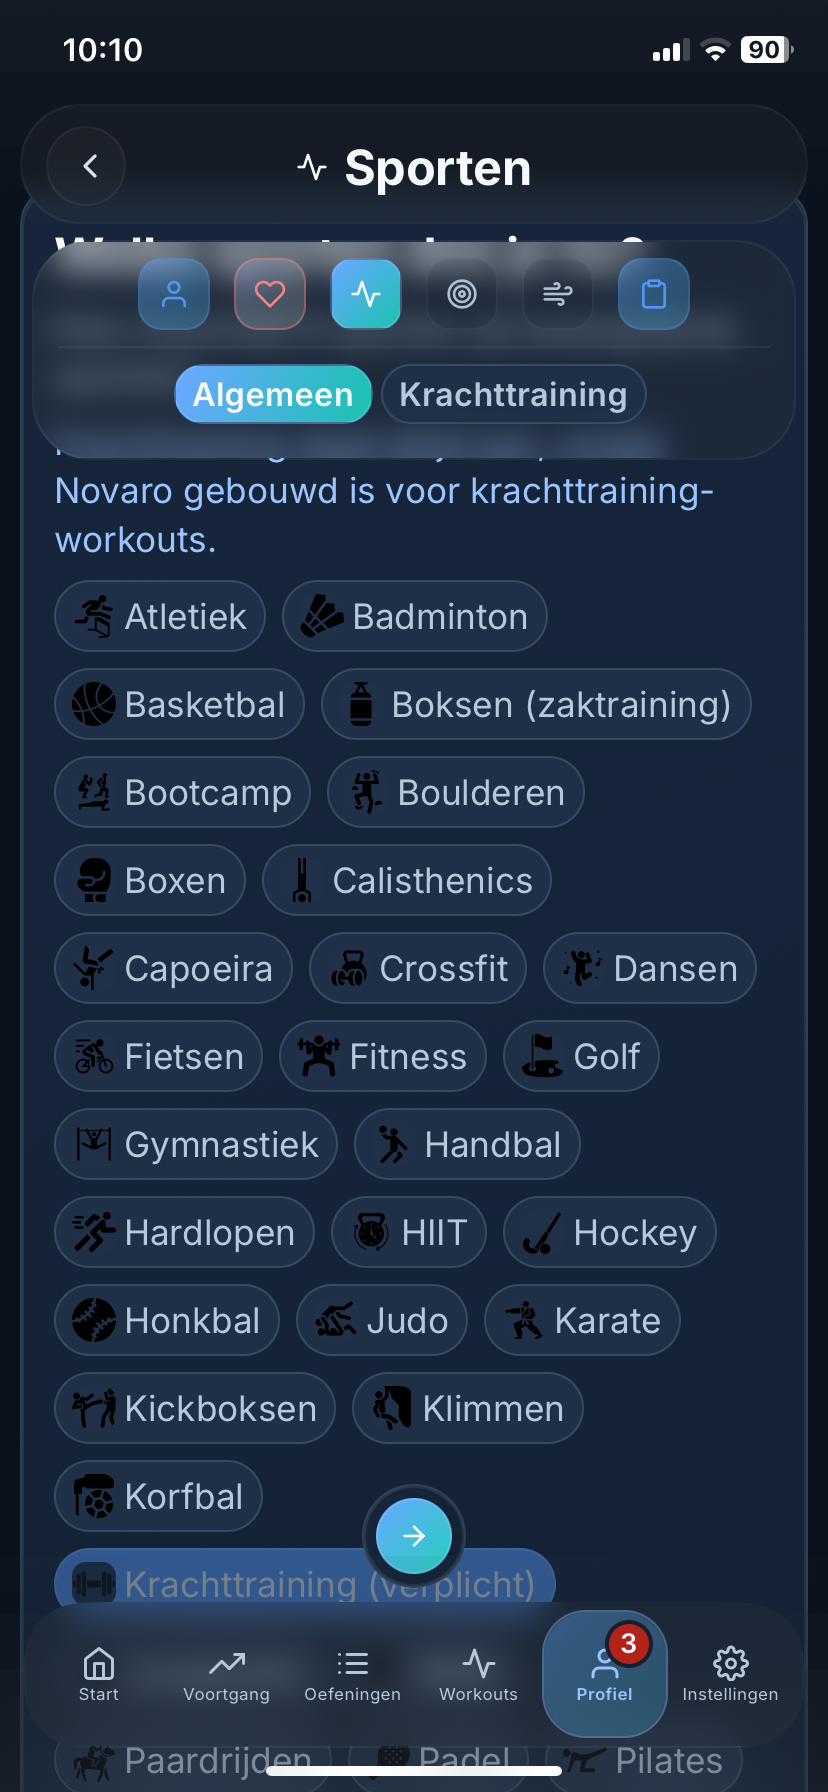 10:10
90
Sporten
Algemeen Krachttraining
Novaro gebouwd is voor krachttraining-
workouts.
Atletiek Badminton
Basketbal Boksen (zaktraining)
Bootcamp Boulderen
Boxen Calisthenics
Capoeira Crossfit Dansen
Fietsen Fitness Golf
Gymnastiek Handbal
Hardlopen HIIT Hockey
Honkbal Judo Karate
Kickboksen Klimmen
Korfbal
Krachttraining (verplicht)
3
Start Voortgang Oefeningen Workouts Profiel Instellingen
Paardrijden Padel Pilates